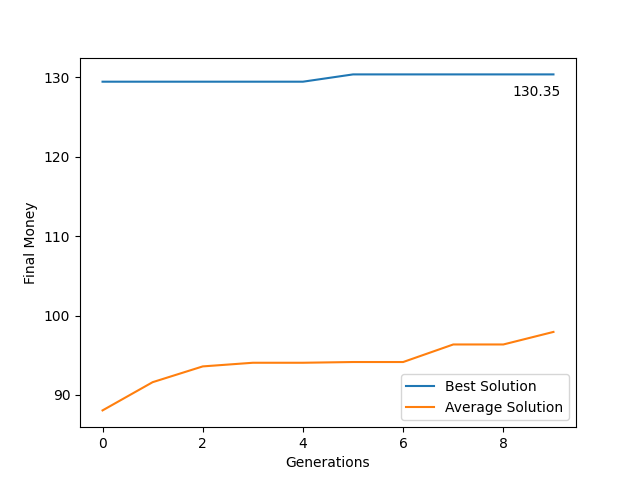 130
120
110
100
90
Final Money
130.35
Best Solution
Average Solution
0 2 4 6 8
Generations